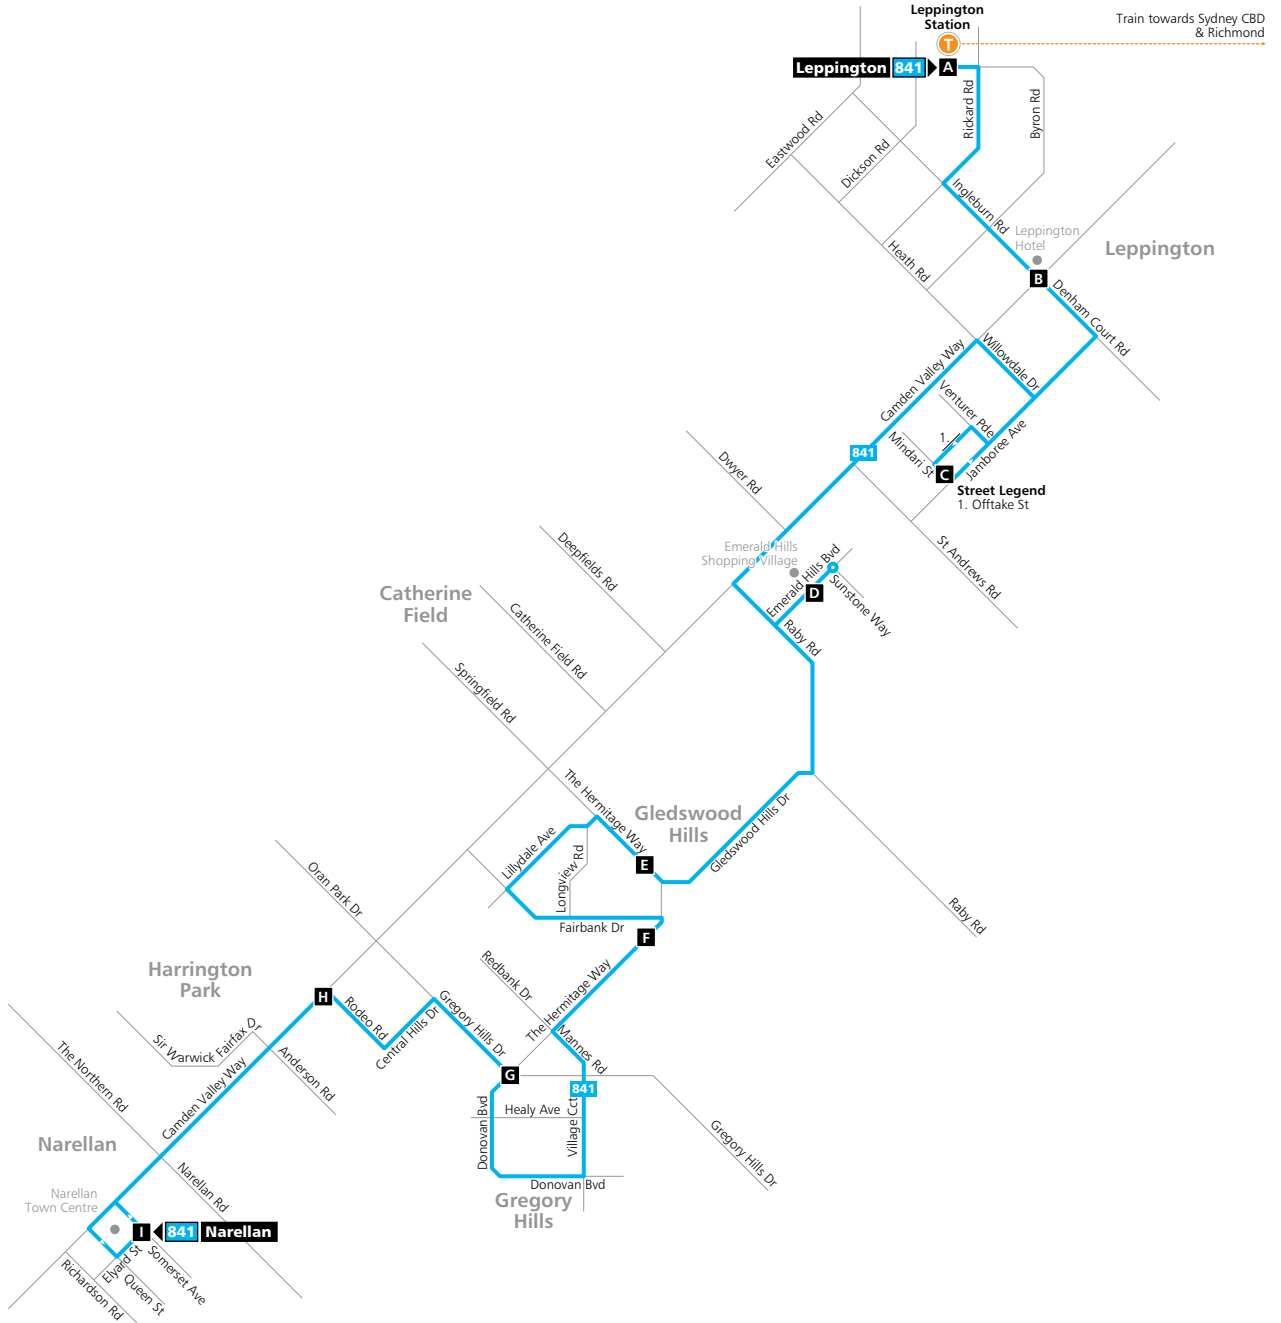 Leppington
Station
Train towards Sydney CBD
& Richmond
T
Leppington 841
A
Rickard Rd
Byron Rd
Eastwood Rd
Dickson Rd
Ingleburn Rd
Leppington
Hotel
Leppington
Heath Rd
B
Denham Court Rd
Willowdale Dr
Camden Valley Way
Venturer Pde
1.
Mindari St
Jamboree Ave
841
C
Street Legend
1. Offtake St
Dwyer Rd
St Andrews Rd
Deepfields Rd
Emerald Hills
Shopping Village
Emerald Hills Bvd
D
Sunstone Way
Catherine
Field
Catherine Field Rd
Raby Rd
Springfield Rd
The Hermitage Way
Gledswood
Hills
Gledswood Hills Dr
Lillydale Ave
Longview Rd
E
Oran Park Dr
Raby Rd
Fairbank Dr
F
Harrington
Park
Redbank Dr
The Hermitage Way
H
Rodeo Rd
Gregory Hills Dr
Central Hills Dr
Mannes Rd
Sir Warwick Fairfax Dr
Anderson Rd
The Northern Rd
Camden Valley Way
G
841
Donovan Bvd
Healy Ave
Village Cct
Gregory Hills Dr
Narellan
Narellan Rd
Donovan Bvd
Gregory
Hills
Narellan
Town Centre
I
841 Narellan
Elyard St
Somerset Ave
Queen St
Richardson Rd